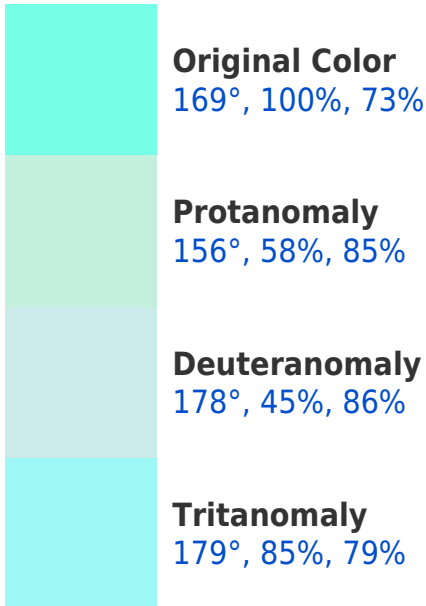 Original Color
169°, 100%, 73%
Protanomaly
156°, 58%, 85%
Deuteranomaly
178°, 45%, 86%
Tritanomaly
179°, 85%, 79%